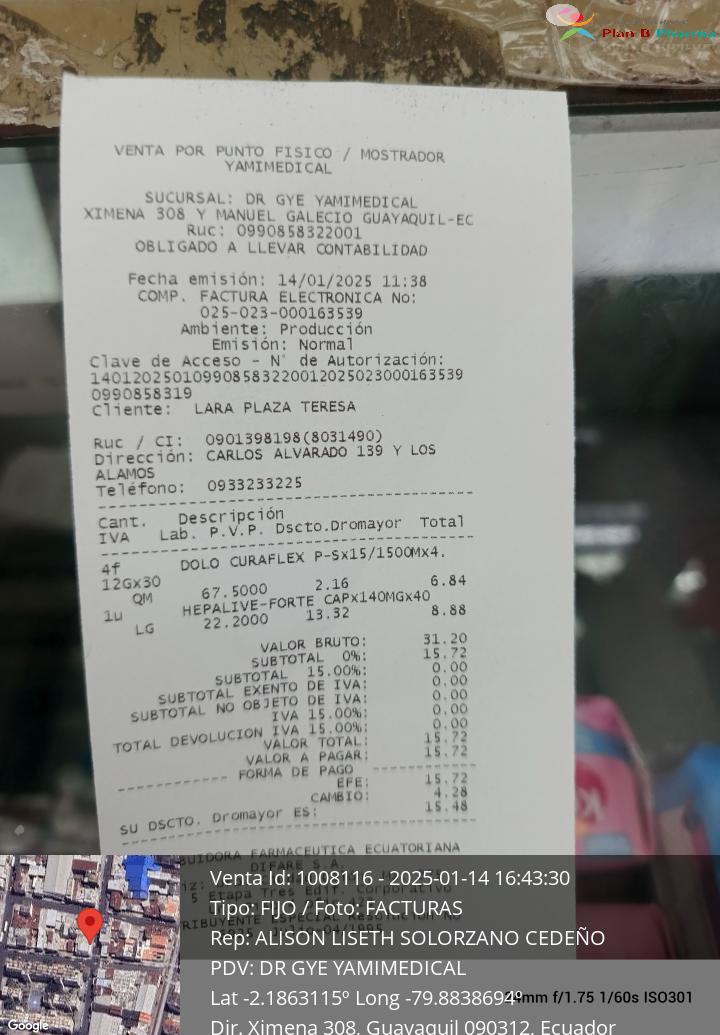 Plan B Pharma
VENTA POR PUNTO FISICO / MOSTRADOR
YAMIMEDICAL
SUCURSAL: DR GYE YAMIMEDICAL
XIMENA 308 Y MANUEL GALECIO GUAYAQUIL-EC
Ruc: 0990858322001
OBLIGADO A LLEVAR CONTABILIDAD
Fecha emisión: 14/01/2025 11:38
COMP. FACTURA ELECTRONICA No:
025-023-000163539
Ambiente: Producción
Emisión: Normal
Clave de Acceso - N° de Autorización:
140120250109908583220012025023000163539
0990858319
Cliente: LARA PLAZA TERESA
Ruc / CI: 0901398198(8031490)
Dirección: CARLOS ALVARADO 139 Y LOS
ALAMOS
Teléfono: 0933233225
Cant. Descripción
IVA Lab. P.V.P. Dscto.Dromayor Total
4f DOLO CURAFLEX P-Sx15/1500Mx4.
12Gx30
QM 67.5000 2.16 6.84
1u HEPALIVE-FORTE CAPx140MGx40
LG 22.2000 13.32 8.88
VALOR BRUTO: 31.20
SUBTOTAL 0%: 15.72
SUBTOTAL 15.00%: 0.00
SUBTOTAL EXENTO DE IVA: 0.00
SUBTOTAL NO OBJETO DE IVA: 0.00
IVA 15.00%: 0.00
TOTAL DEVOLUCION IVA 15.00%: 0.00
VALOR TOTAL: 15.72
VALOR A PAGAR: 15.72
FORMA DE PAGO
EFE: 15.72
CAMBIO: 4.28
SU DSCTO. Dromayor ES: 15.48
BUIDORA FARMACEUTICA ECUATORIANA
DIFARE S.A.
Etapa Tres Edif. Corporativo
RIBUYENTE ESPECIAL
Venta Id: 1008116 - 2025-01-14 16:43:30
Tipo: FIJO / Foto: FACTURAS
Rep: ALISON LISETH SOLORZANO CEDEÑO
PDV: DR GYE YAMIMEDICAL
Lat -2.1863115º Long -79.8838694º
mm f/1.75 1/60s ISO301
Dir. Ximena 308, Guayaquil 090312, Ecuador
Google